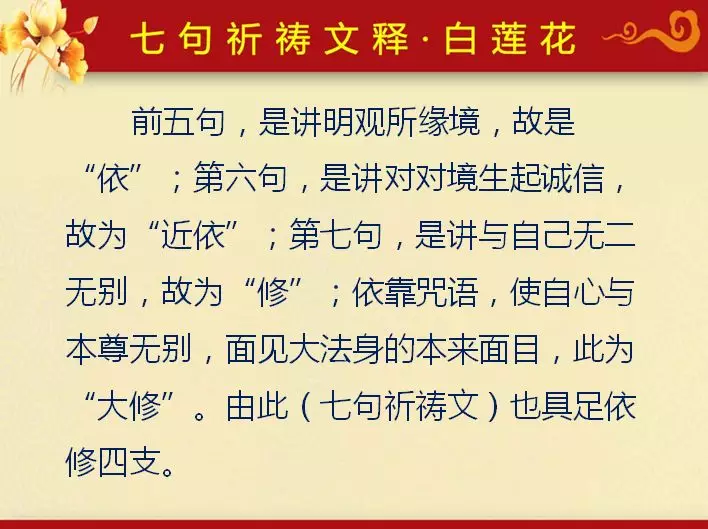 七句祈祷文释·白莲花
前五句，是讲明观所缘境，故是
“依”；第六句，是讲对对境生起诚信，
故为“近依”；第七句，是讲与自己无二
无别，故为“修”；依靠咒语，使自心与
本尊无别，面见大法身的本来面目，此为
“大修”。由此（七句祈祷文）也具足依
修四支。